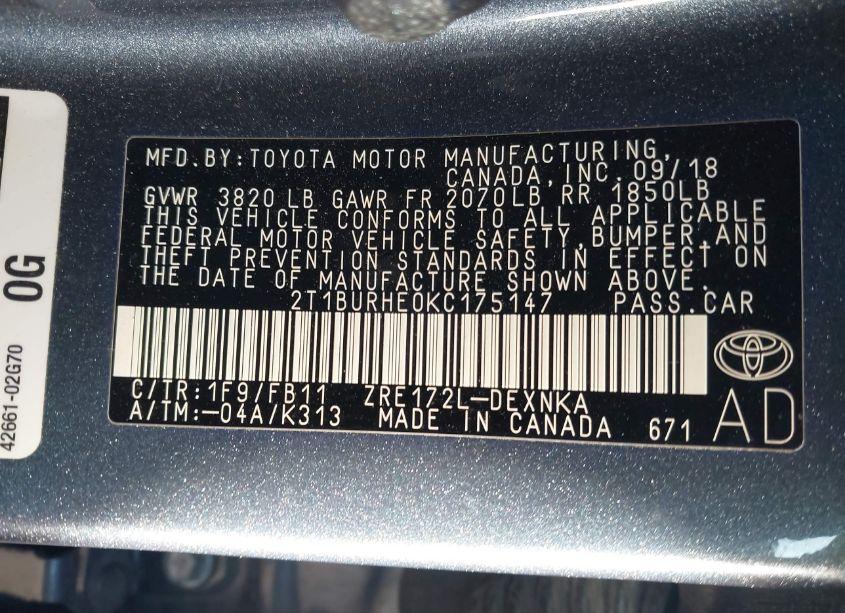 MFD.BY:TOYOTA MOTOR MANUFACTURING,
CANADA,INC. 09/18
GVWR 3820 LB GAWR FR 2070LB RR 1850LB
THIS VEHICLE CONFORMS TO ALL APPLICABLE
FEDERAL MOTOR VEHICLE SAFETY,BUMPER,AND
THEFT PREVENTION STANDARDS IN EFFECT ON
THE DATE OF MANUFACTURE SHOWN ABOVE.
2T1BURHE0KC175147 PASS.CAR
C/TR:1F9/FB11 ZRE172L-DEXNKA
A/TM:-04A/K313 MADE IN CANADA 671 AD
0G
42661-02G70